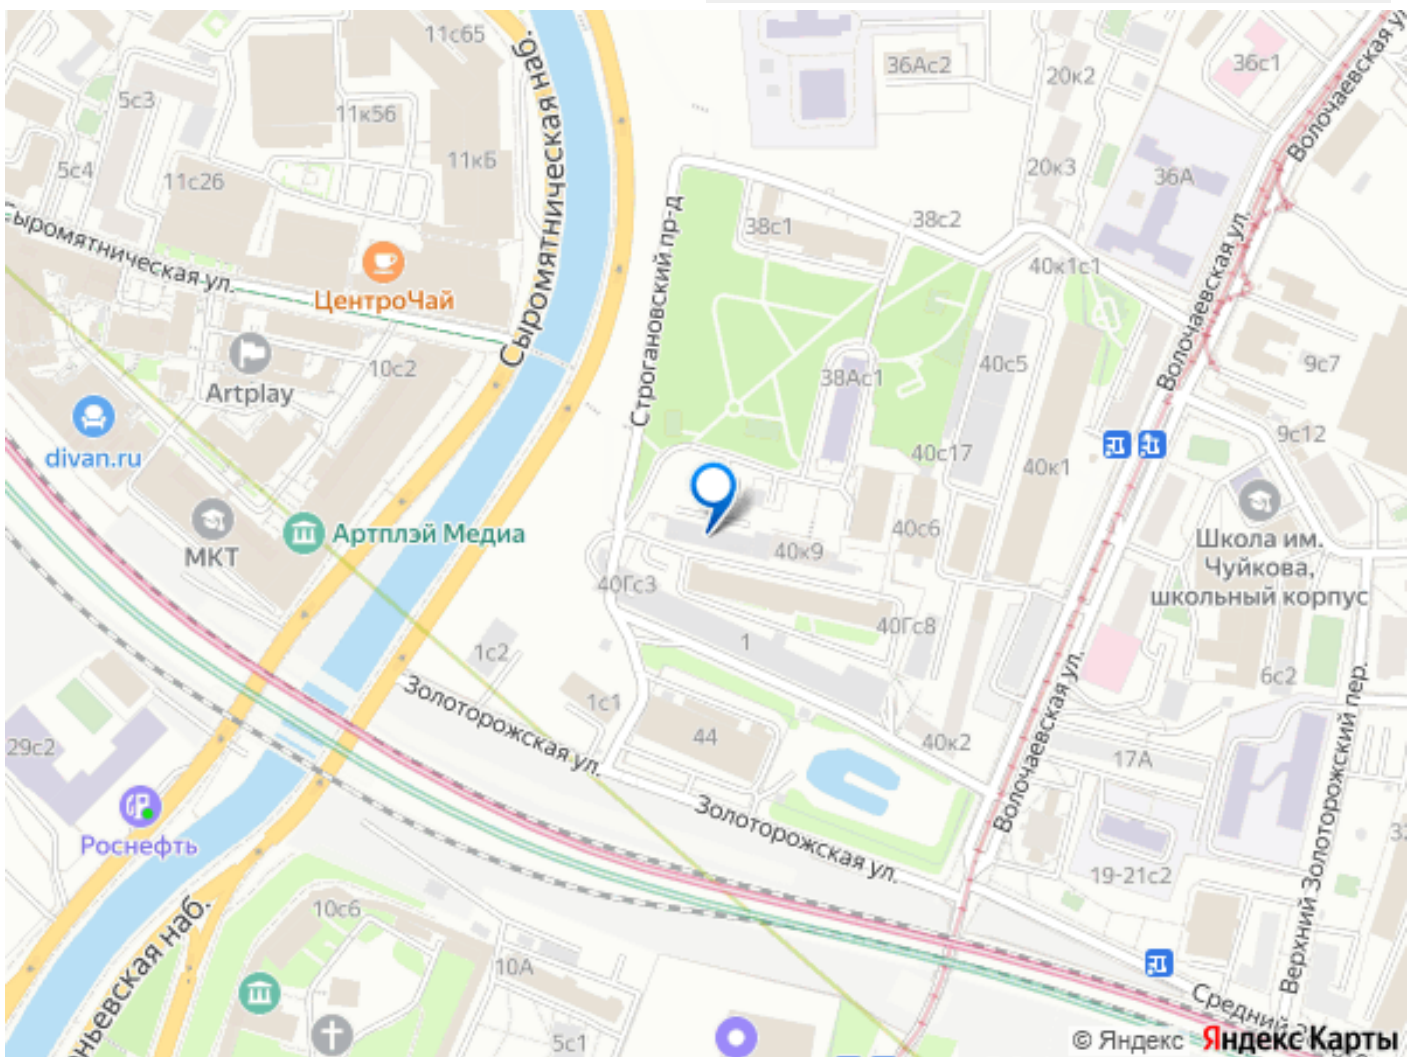 11с65
Сыромятническая наб.
36Ас2
20к2
36с1
Волочаевская ул.
5с3
11к56
11к6
5с4
11с26
20к3
36А
Строгановский пр-д
38с1
38с2
40к1с1
Волочаевская ул.
Сыромятническая ул.
ЦентроЧай
Сыромятническая наб.
Artplay
10с2
38Ас1
40с5
9с7
divan.ru
9с12
40с17
40к1
МКТ
Артплэй Медиа
40к9
40с6
Школа им.
Чуйкова,
школьный корпус
40Гс3
40Гс8
1
1с2
1с1
6с2
Золоторожская ул.
44
40к2
Волочаевская ул.
17А
29с2
Роснефть
Золоторожская ул.
19-21с2
Верхний Золоторожский пер.
10с6
10А
5с1
Средний
© Яндекс Яндекс Карты